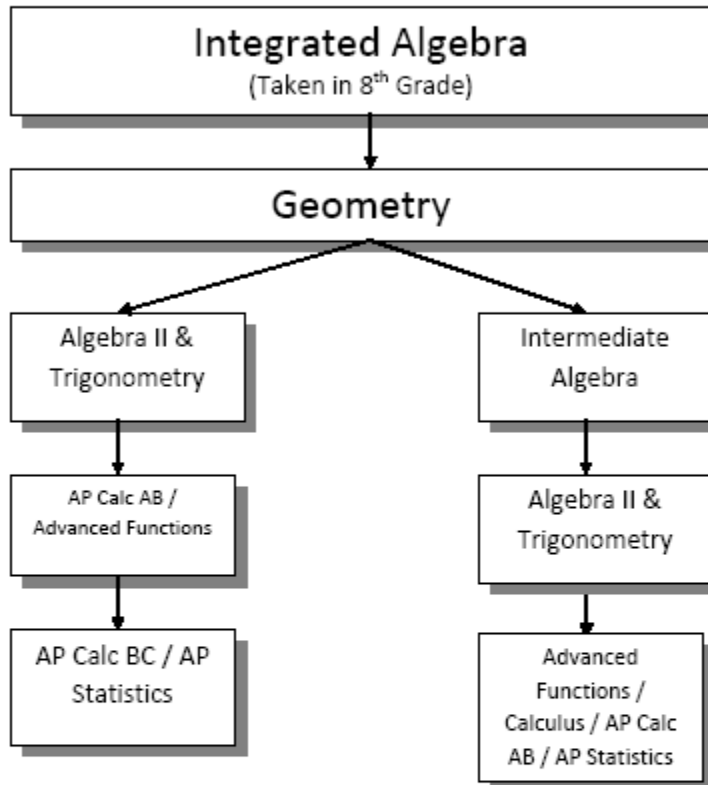 Integrated Algebra
(Taken in 8th Grade)
Geometry
Algebra II &
Trigonometry
Intermediate
Algebra
AP Calc AB /
Advanced Functions
Algebra II &
Trigonometry
AP Calc BC / AP
Statistics
Advanced
Functions /
Calculus / AP Calc
AB / AP Statistics